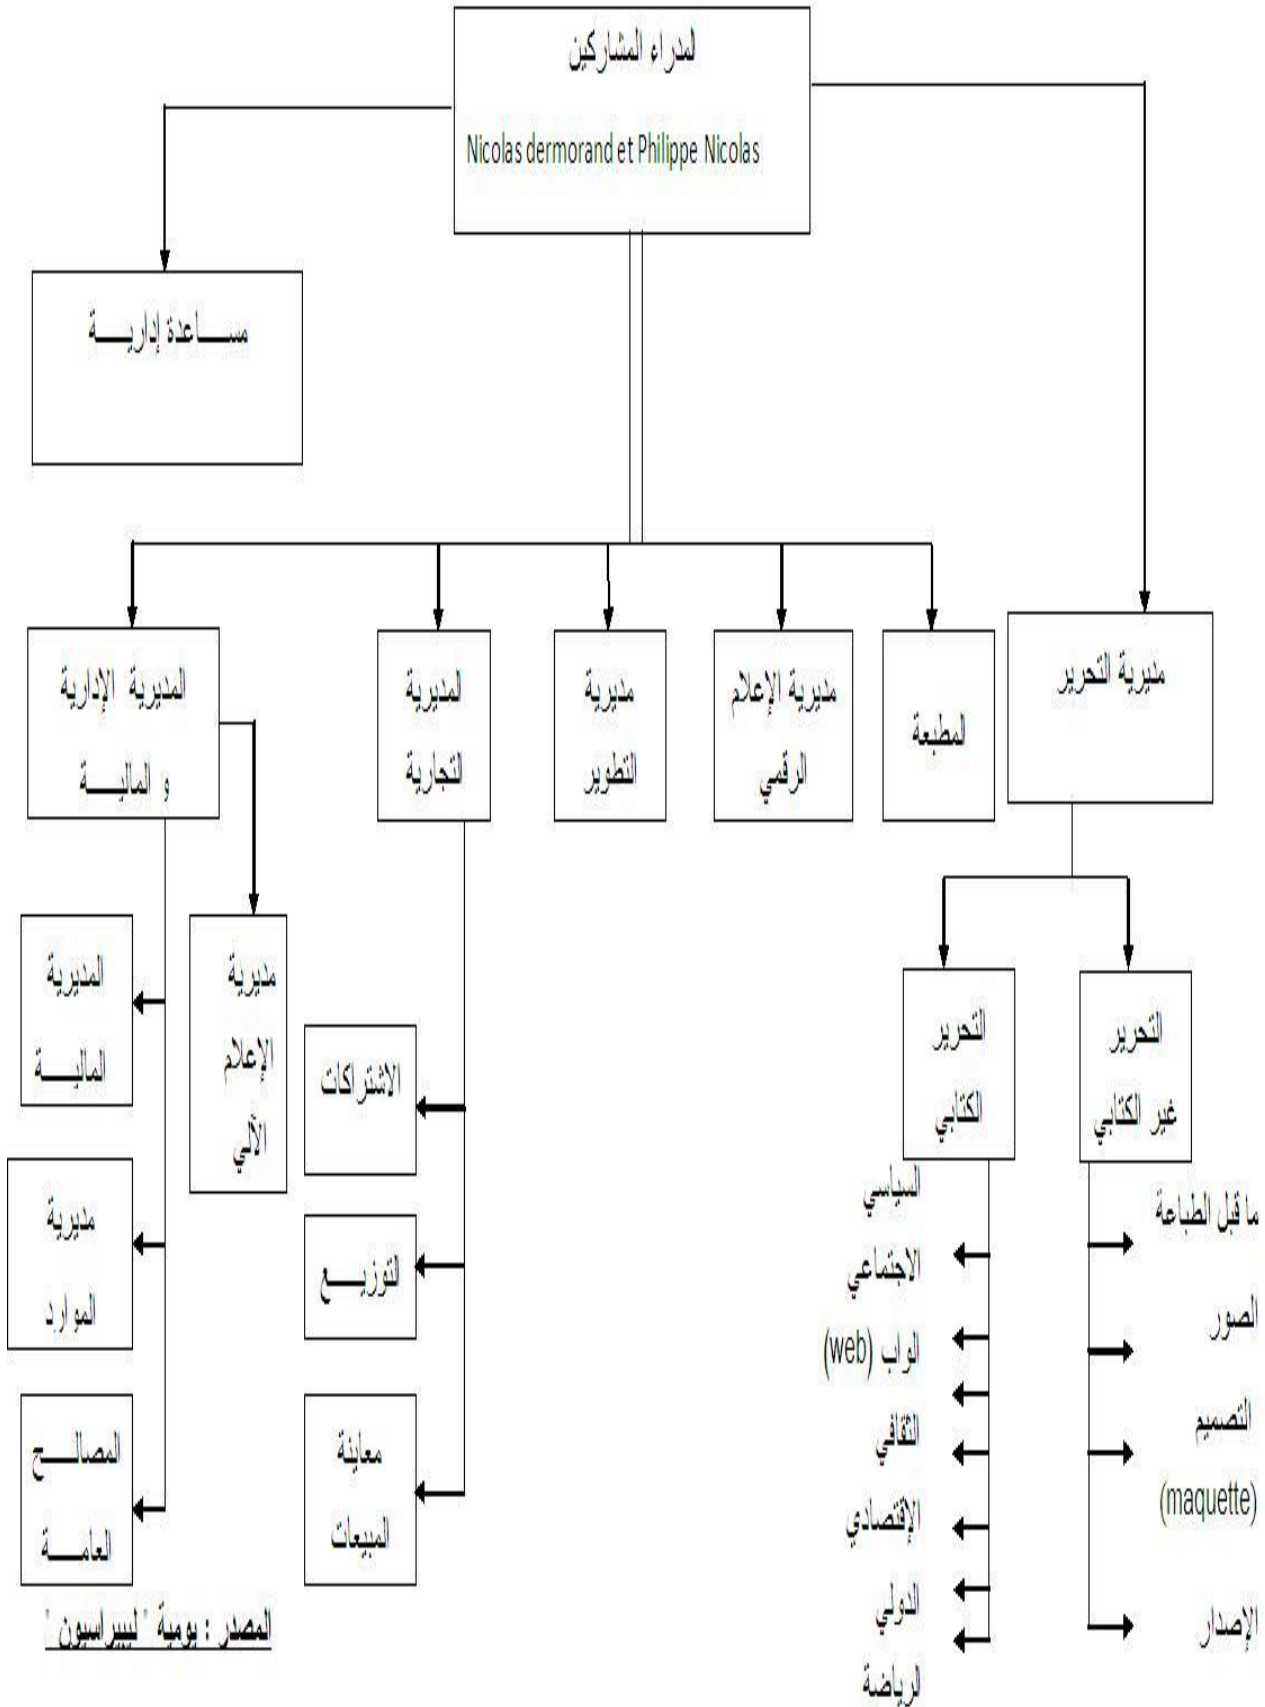 لمدراء المشاركين
Nicolas dermorand et Philippe Nicolas
مســـاعدة إداريـــة
مديرية التحرير
المطبعة
مديرية الإعلام
الرقمي
مديرية
التطوير
المديرية
التجارية
المديرية الإدارية
و الماليـــة
التحرير
غير الكتابي
التحرير
الكتابي
ما قبل الطباعة
الصور
التصميم
(maquette)
الإصدار
السياسي
الاجتماعي
الواب (web)
الثقافي
الإقتصادي
الدولي
الرياضة
الاشتراكات
التوزيـــع
معاينة
المبيعات
مديرية
الإعلام
الآلي
المديرية
الماليـــة
مديرية
الموارد
المصالـــح
العامـــة
المصدر : يومية " ليبيراسيون "